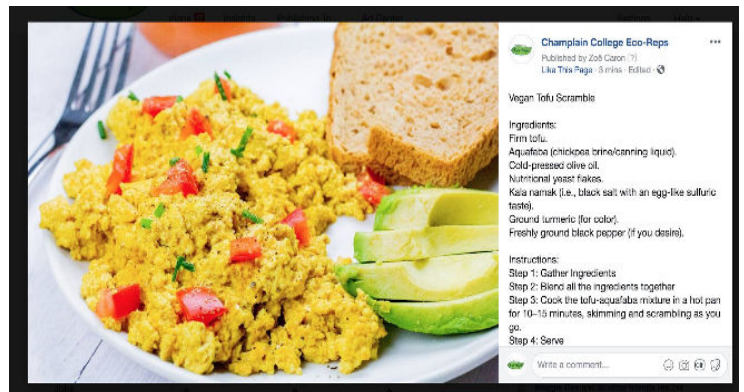 Champlain College Eco-Reps
Published by Zoë Caron [?]
Like This Page · 3 mins · Edited ·
Vegan Tofu Scramble
Ingredients:
Firm tofu.
Aquafaba (chickpea brine/canning liquid).
Cold-pressed olive oil.
Nutritional yeast flakes.
Kala namak (i.e., black salt with an egg-like sulfuric
taste).
Ground turmeric (for color).
Freshly ground black pepper (if you desire).
Instructions:
Step 1: Gather Ingredients
Step 2: Blend all the ingredients together
Step 3: Cook the tofu-aquafaba mixture in a hot pan
for 10–15 minutes, skimming and scrambling as you
go.
Step 4: Serve
Write a comment...